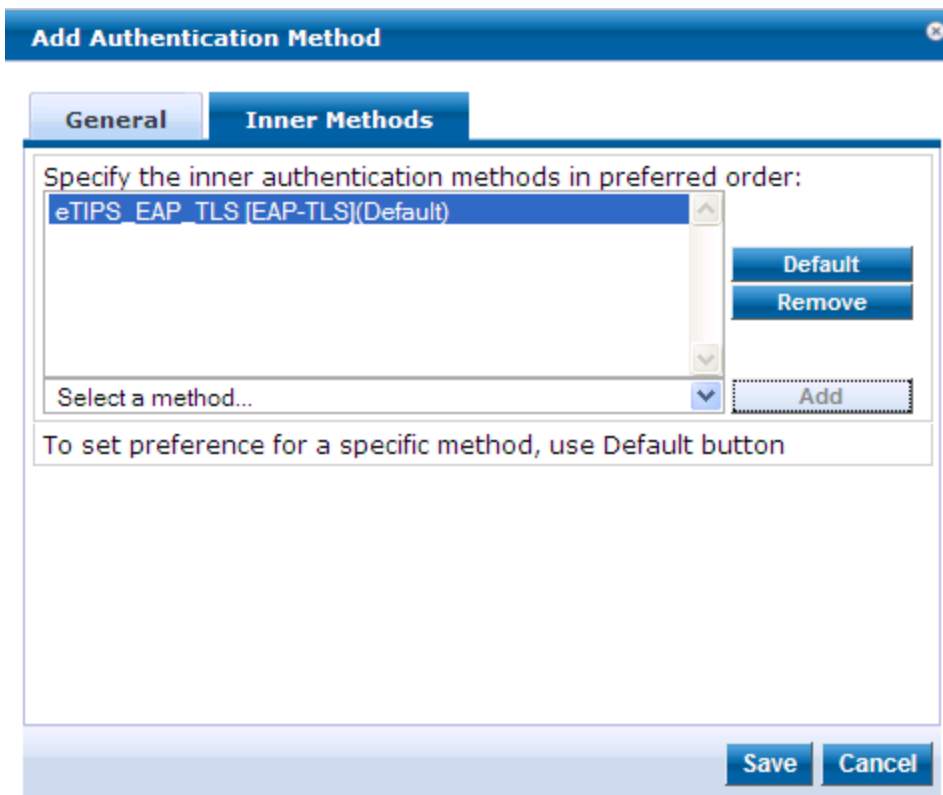 Add Authentication Method
General
Inner Methods
Specify the inner authentication methods in preferred order:
eTIPS_EAP_TLS [EAP-TLS](Default)
Default
Remove
Select a method...
Add
To set preference for a specific method, use Default button
Save
Cancel